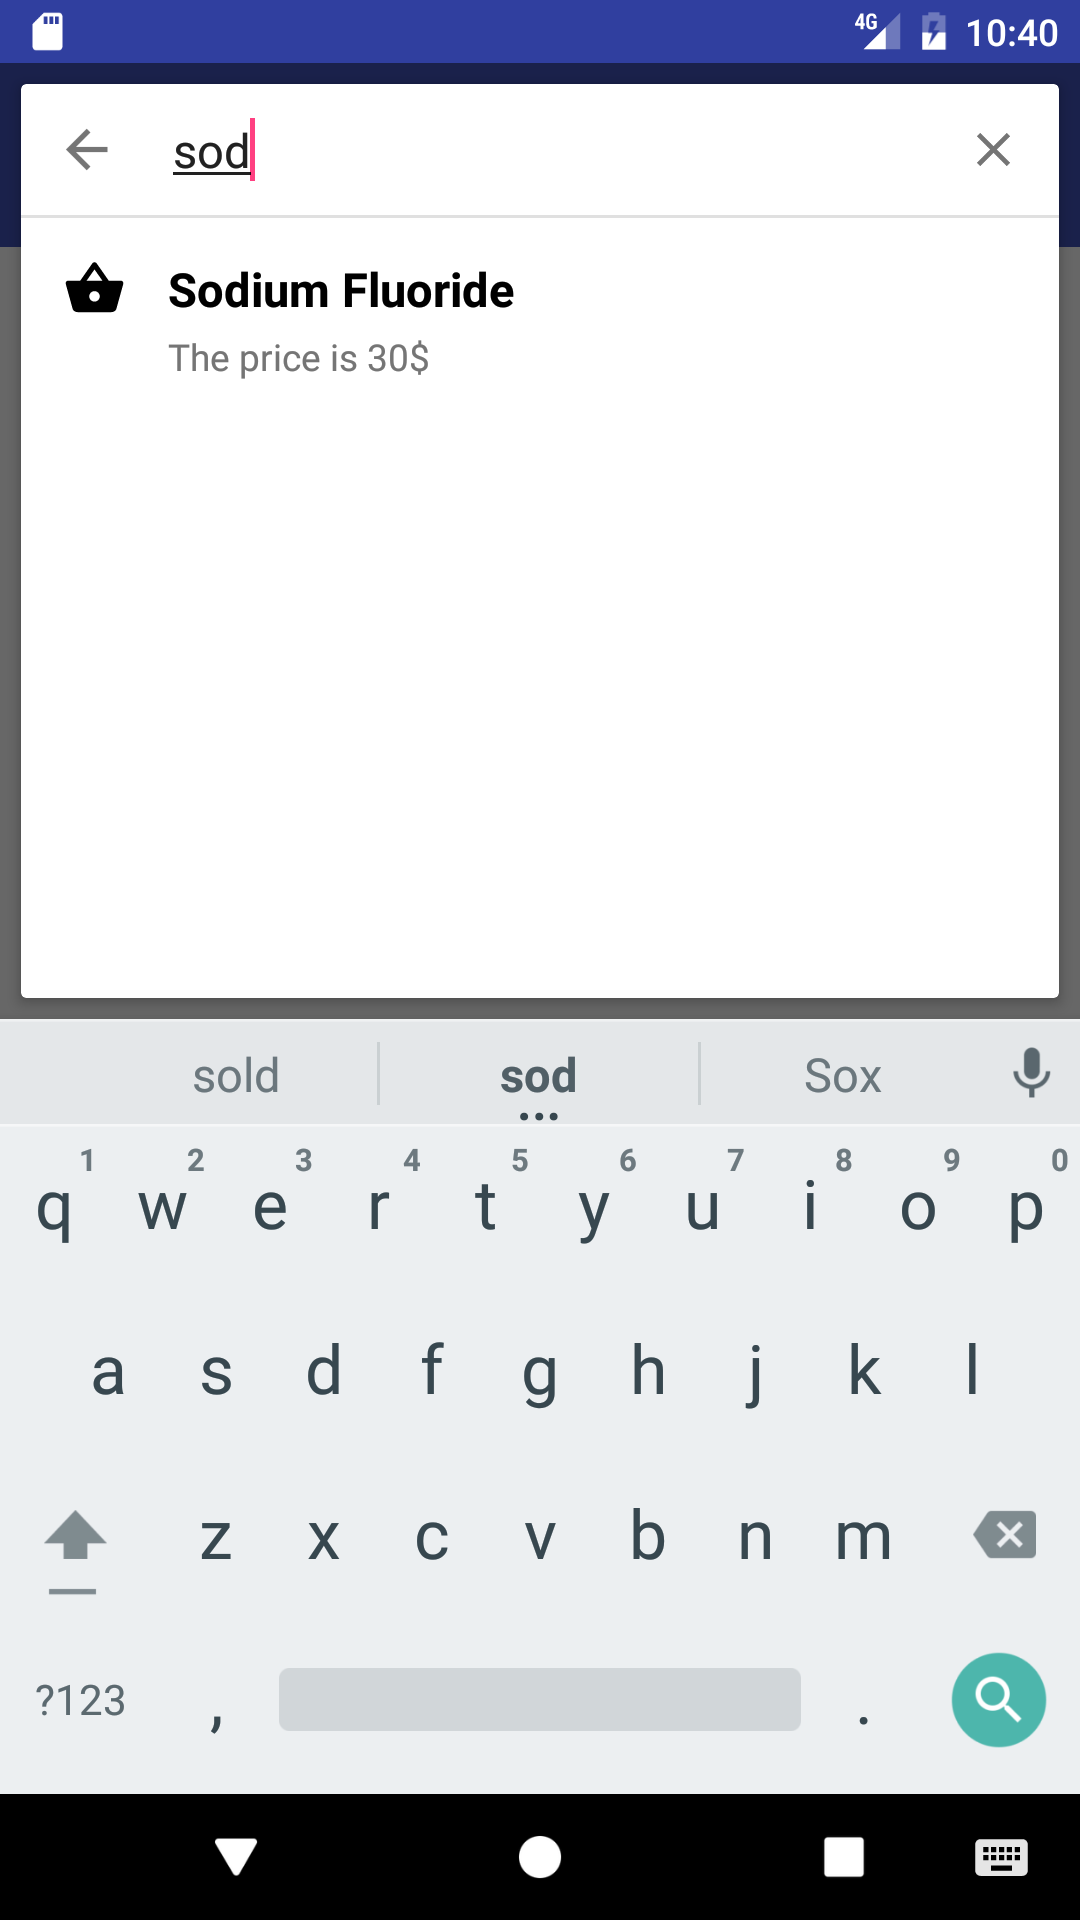 4G 10:40
sod
Sodium Fluoride
The price is 30$
sold sod Sox
1 2 3 4 5 6 7 8 9 0
q w e r t y u i o p
a s d f g h j k l
z x c v b n m
?123 , .